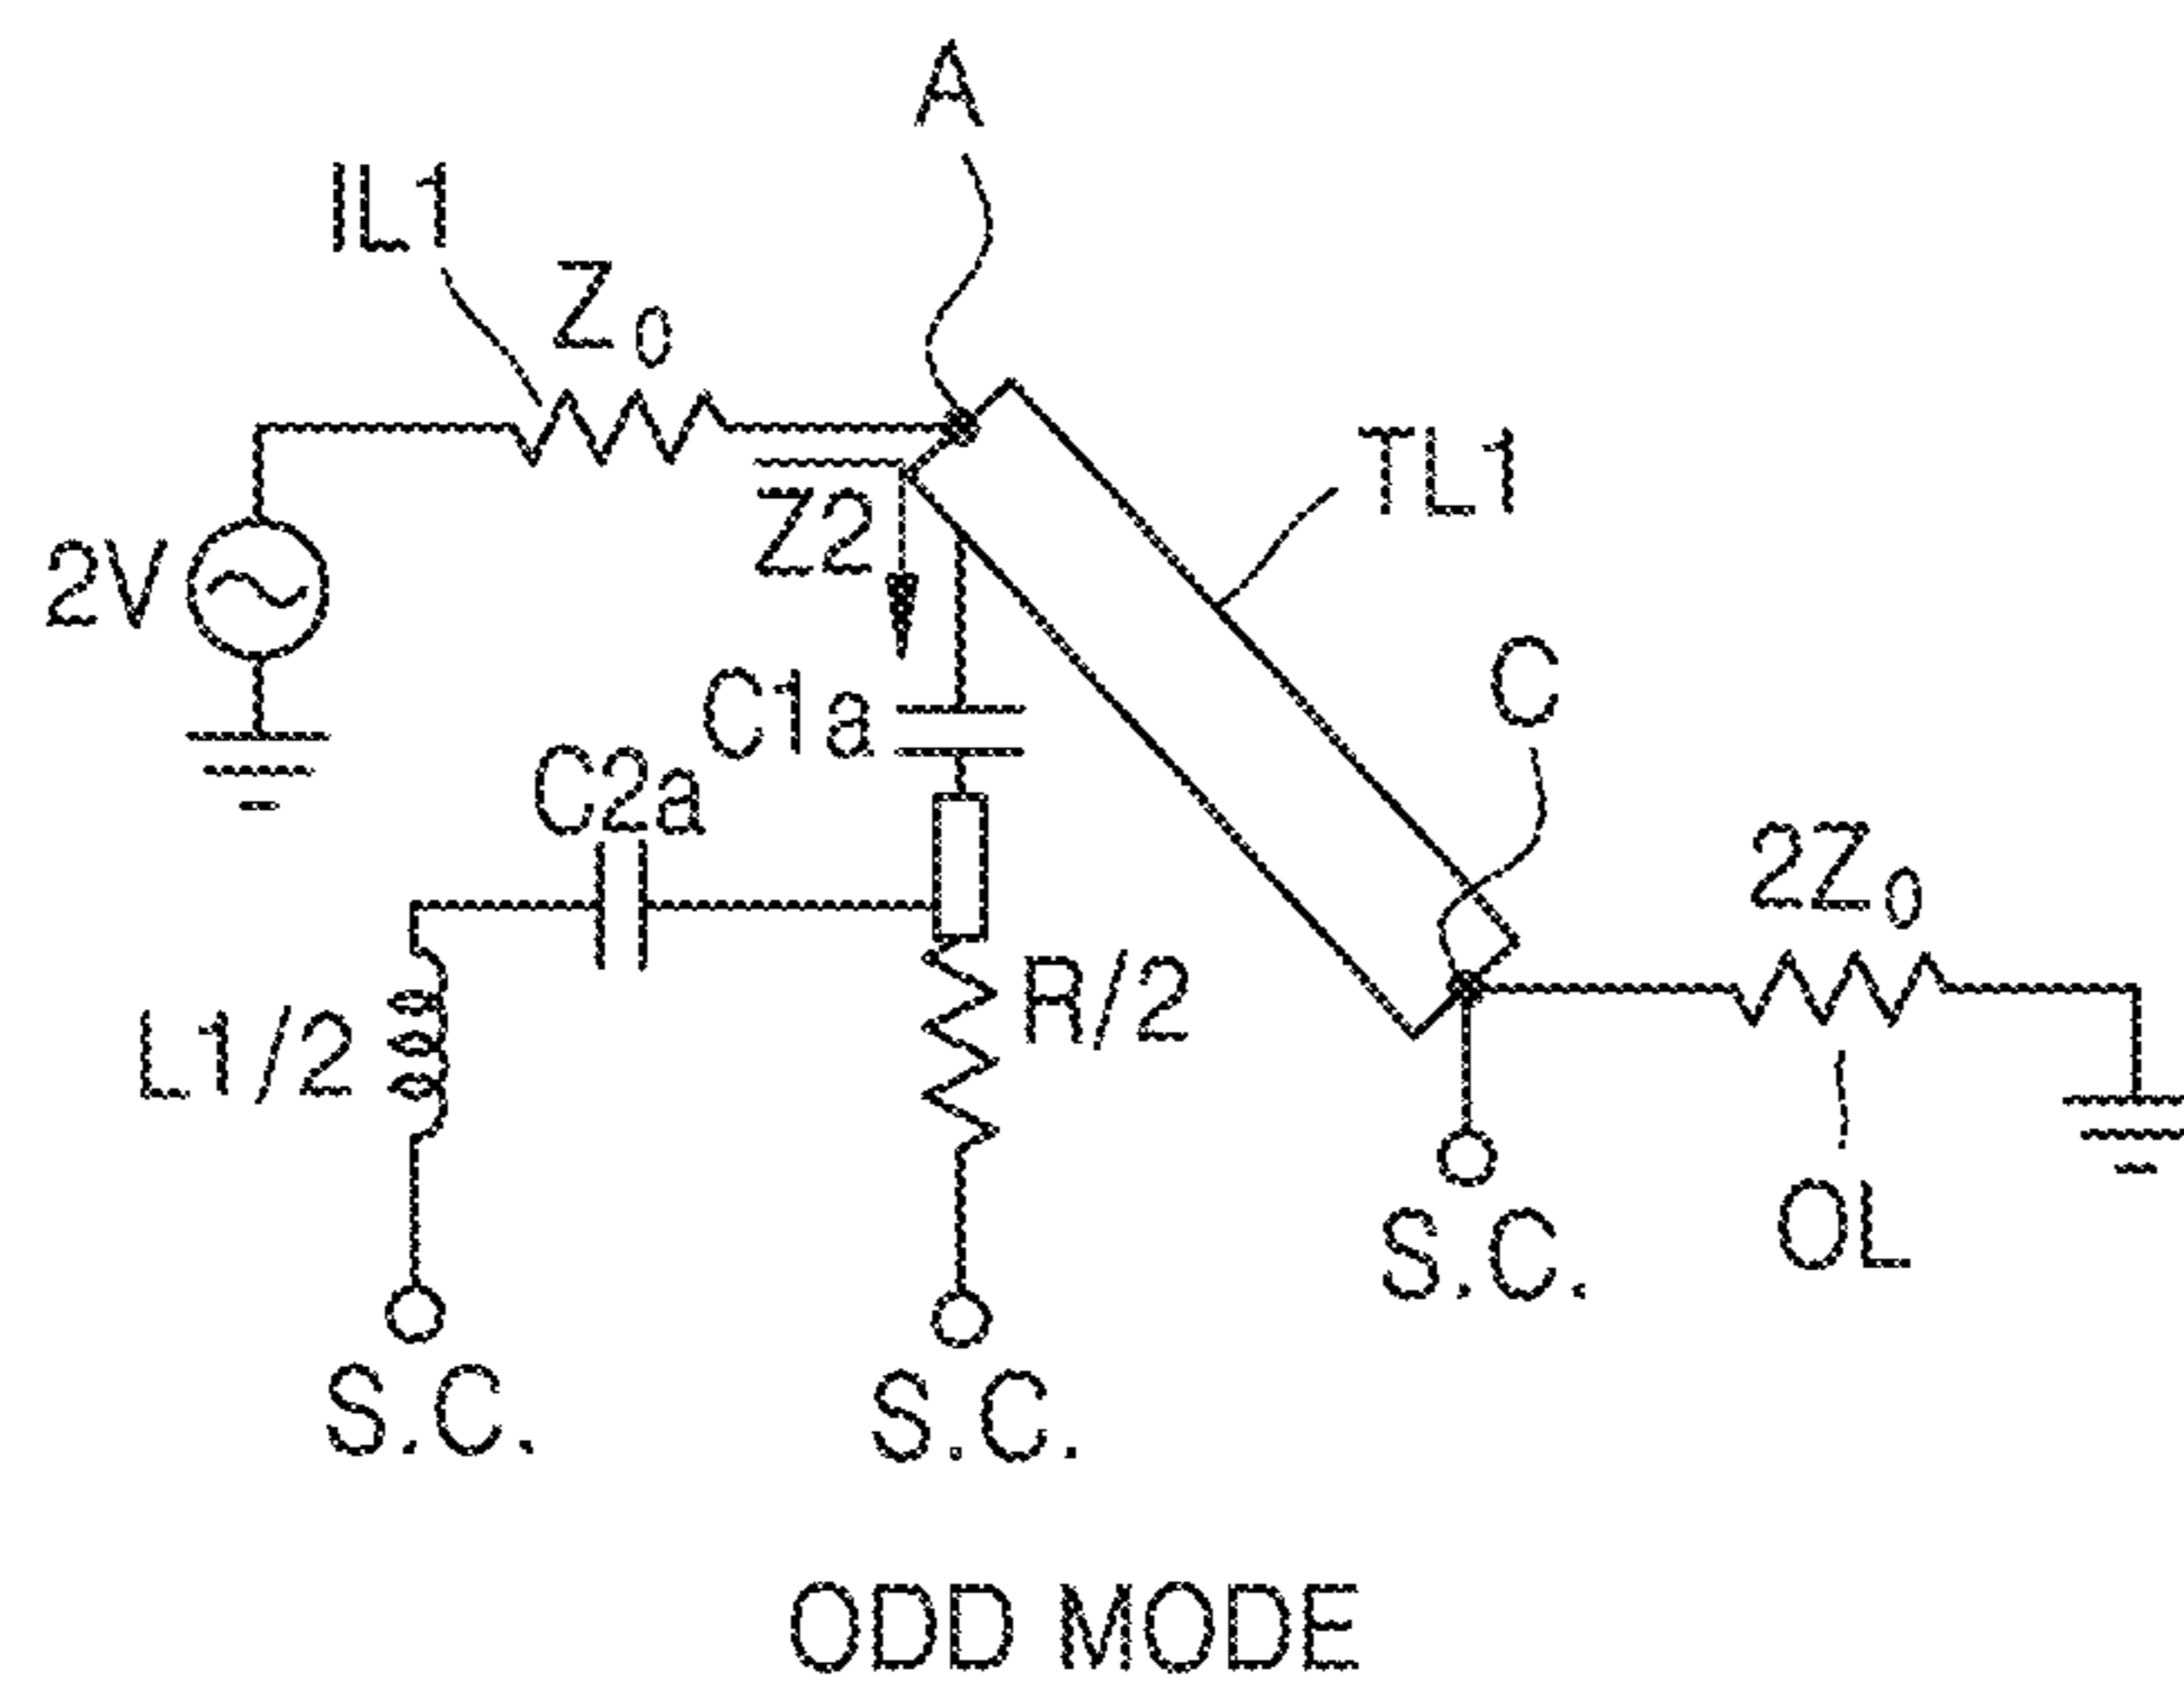 A
IL1
Z0
TL1
Z2
2V
C
C1a
C2a
2Z0
R/2
L1/2
S.C.
OL
S.C.
S.C.
ODD MODE